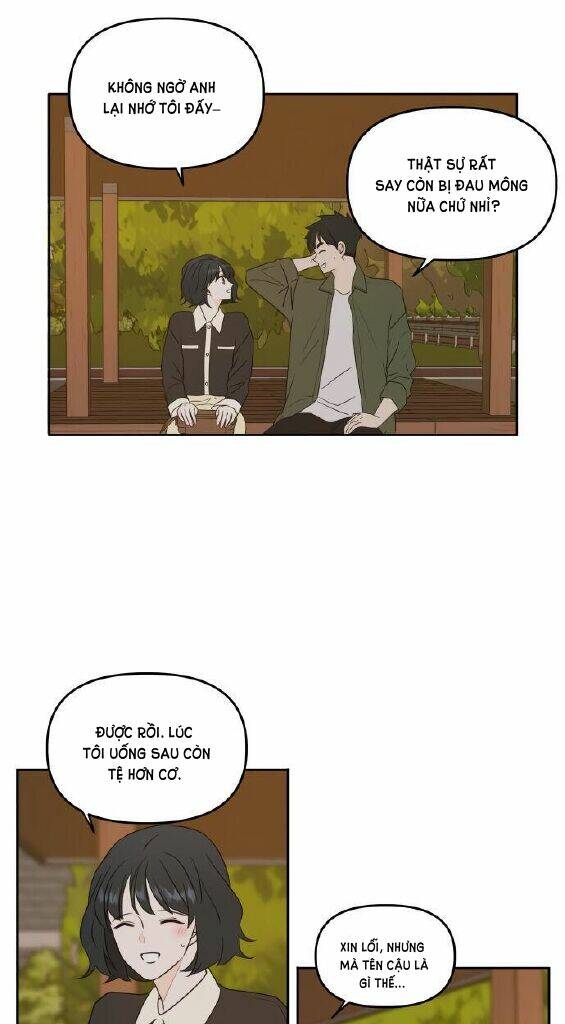 KHÔNG NGỜ ANH
LẠI NHỚ TÔI ĐẤY–
THẬT SỰ RẤT
SAY CÒN BỊ ĐAU MÔNG
NỮA CHỨ NHỈ?
ĐƯỢC RỒI. LÚC
TÔI UỐNG SAU CÒN
TỆ HƠN CƠ.
XIN LỖI, NHƯNG
MÀ TÊN CẬU LÀ
GÌ THẾ...